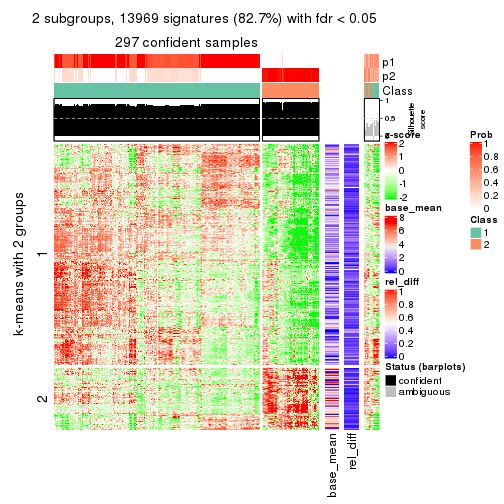 2 subgroups, 13969 signatures (82.7%) with fdr < 0.05
297 confident samples
p1
p2
Class
1
0.5
Silhouette
score
k-means with 2 groups
1
2
base_mean
rel_diff
z-score
2
1
0
-1
-2
base_mean
8
6
4
2
0
rel_diff
1
0.8
0.6
0.4
0.2
0
Status (barplots)
confident
ambiguous
Prob
1
0.8
0.6
0.4
0.2
0
Class
1
2